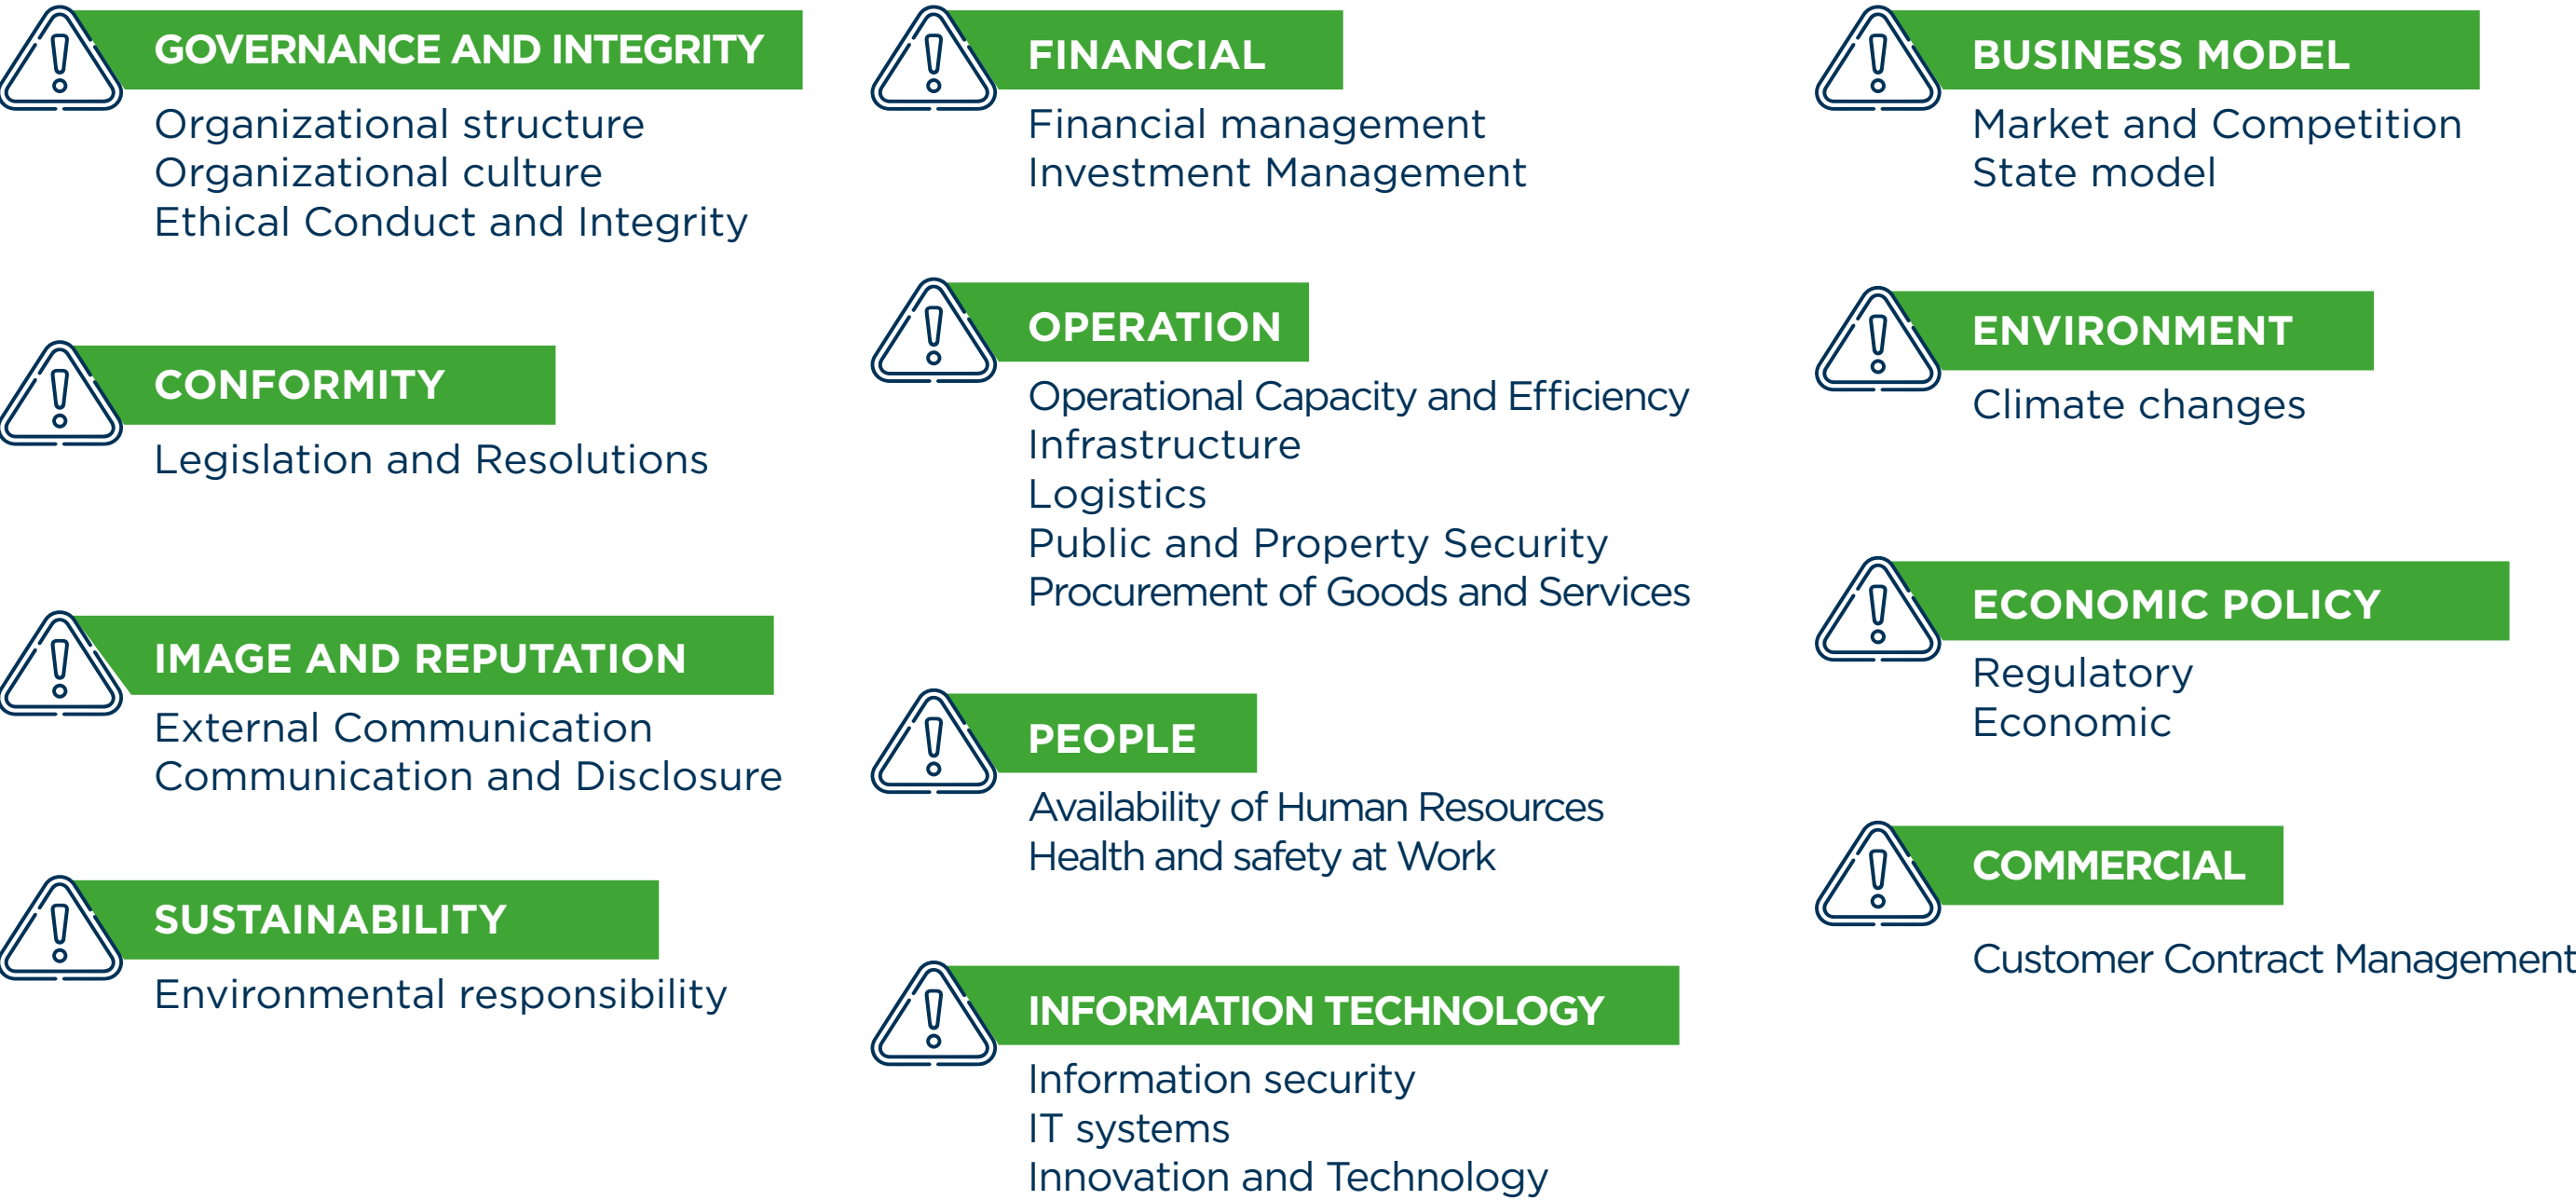 GOVERNANCE AND INTEGRITY
Organizational structure
Organizational culture
Ethical Conduct and Integrity
CONFORMITY
Legislation and Resolutions
IMAGE AND REPUTATION
External Communication
Communication and Disclosure
SUSTAINABILITY
Environmental responsibility
FINANCIAL
Financial management
Investment Management
OPERATION
Operational Capacity and Efficiency
Infrastructure
Logistics
Public and Property Security
Procurement of Goods and Services
PEOPLE
Availability of Human Resources
Health and safety at Work
INFORMATION TECHNOLOGY
Information security
IT systems
Innovation and Technology
BUSINESS MODEL
Market and Competition
State model
ENVIRONMENT
Climate changes
ECONOMIC POLICY
Regulatory
Economic
COMMERCIAL
Customer Contract Management